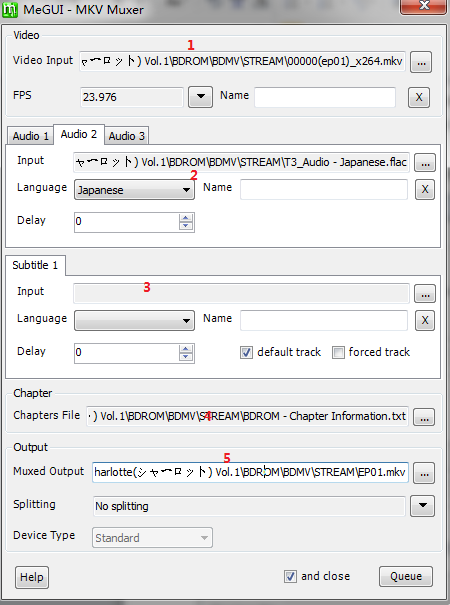 MeGUI - MKV Muxer
Video
1
Video Input ャーロット) Vol.1\BDROM\BDMV\STREAM\00000(ep01)_x264.mkv ...
FPS 23.976 Name X
Audio 1 Audio 2 Audio 3
Input ャーロット) Vol.1\BDROM\BDMV\STREAM\T3_Audio - Japanese.flac ...
2
Language Japanese Name X
Delay 0
Subtitle 1
Input 3 ...
Language Name X
Delay 0 default track forced track
Chapter
Chapters File ) Vol.1\BDROM\BDMV\STREAM\BDROM - Chapter Information.txt ...
4
Output
5
Muxed Output harlotte(シャーロット) Vol.1\BDROM\BDMV\STREAM\EP01.mkv ...
Splitting No splitting
Device Type Standard
Help and close Queue